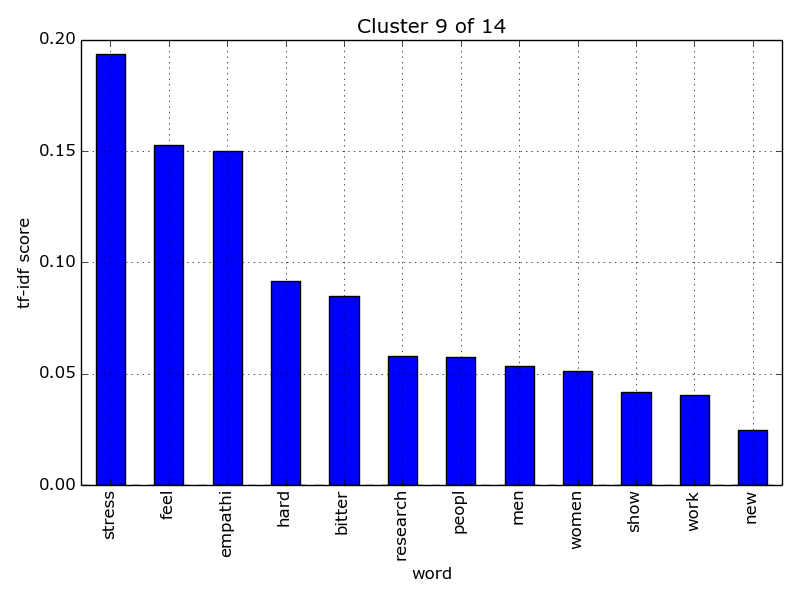 Cluster 9 of 14
0.20
0.15
0.10
0.05
0.00
tf-idf score
stress
feel
empathi
hard
bitter
research
peopl
men
women
show
work
new
word